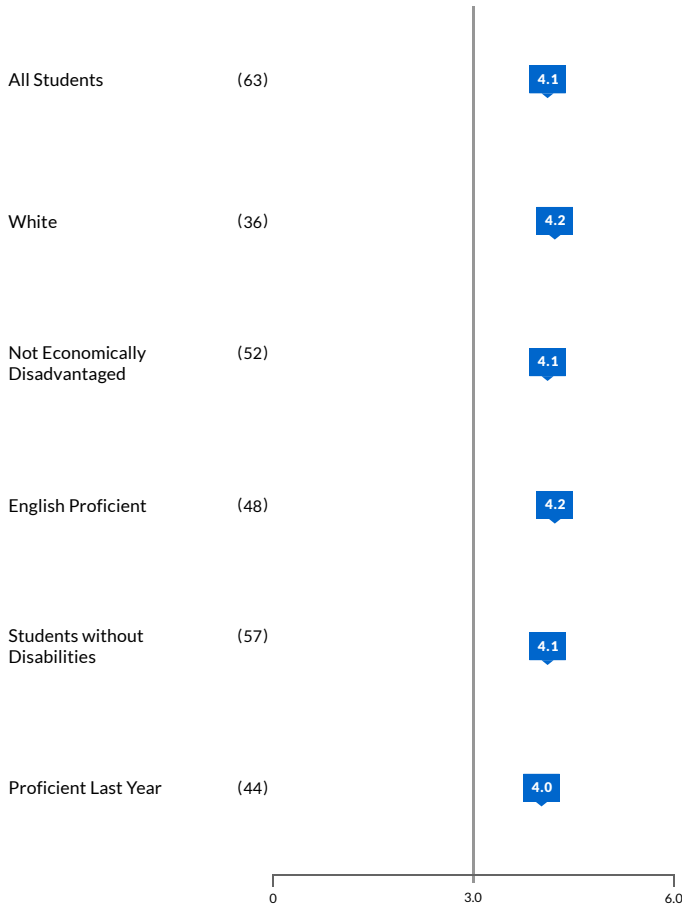 All Students (63) 4.1
White (36) 4.2
Not Economically (52) 4.1
Disadvantaged
English Proficient (48) 4.2
Students without (57) 4.1
Disabilities
Proficient Last Year (44) 4.0
0 3.0 6.0